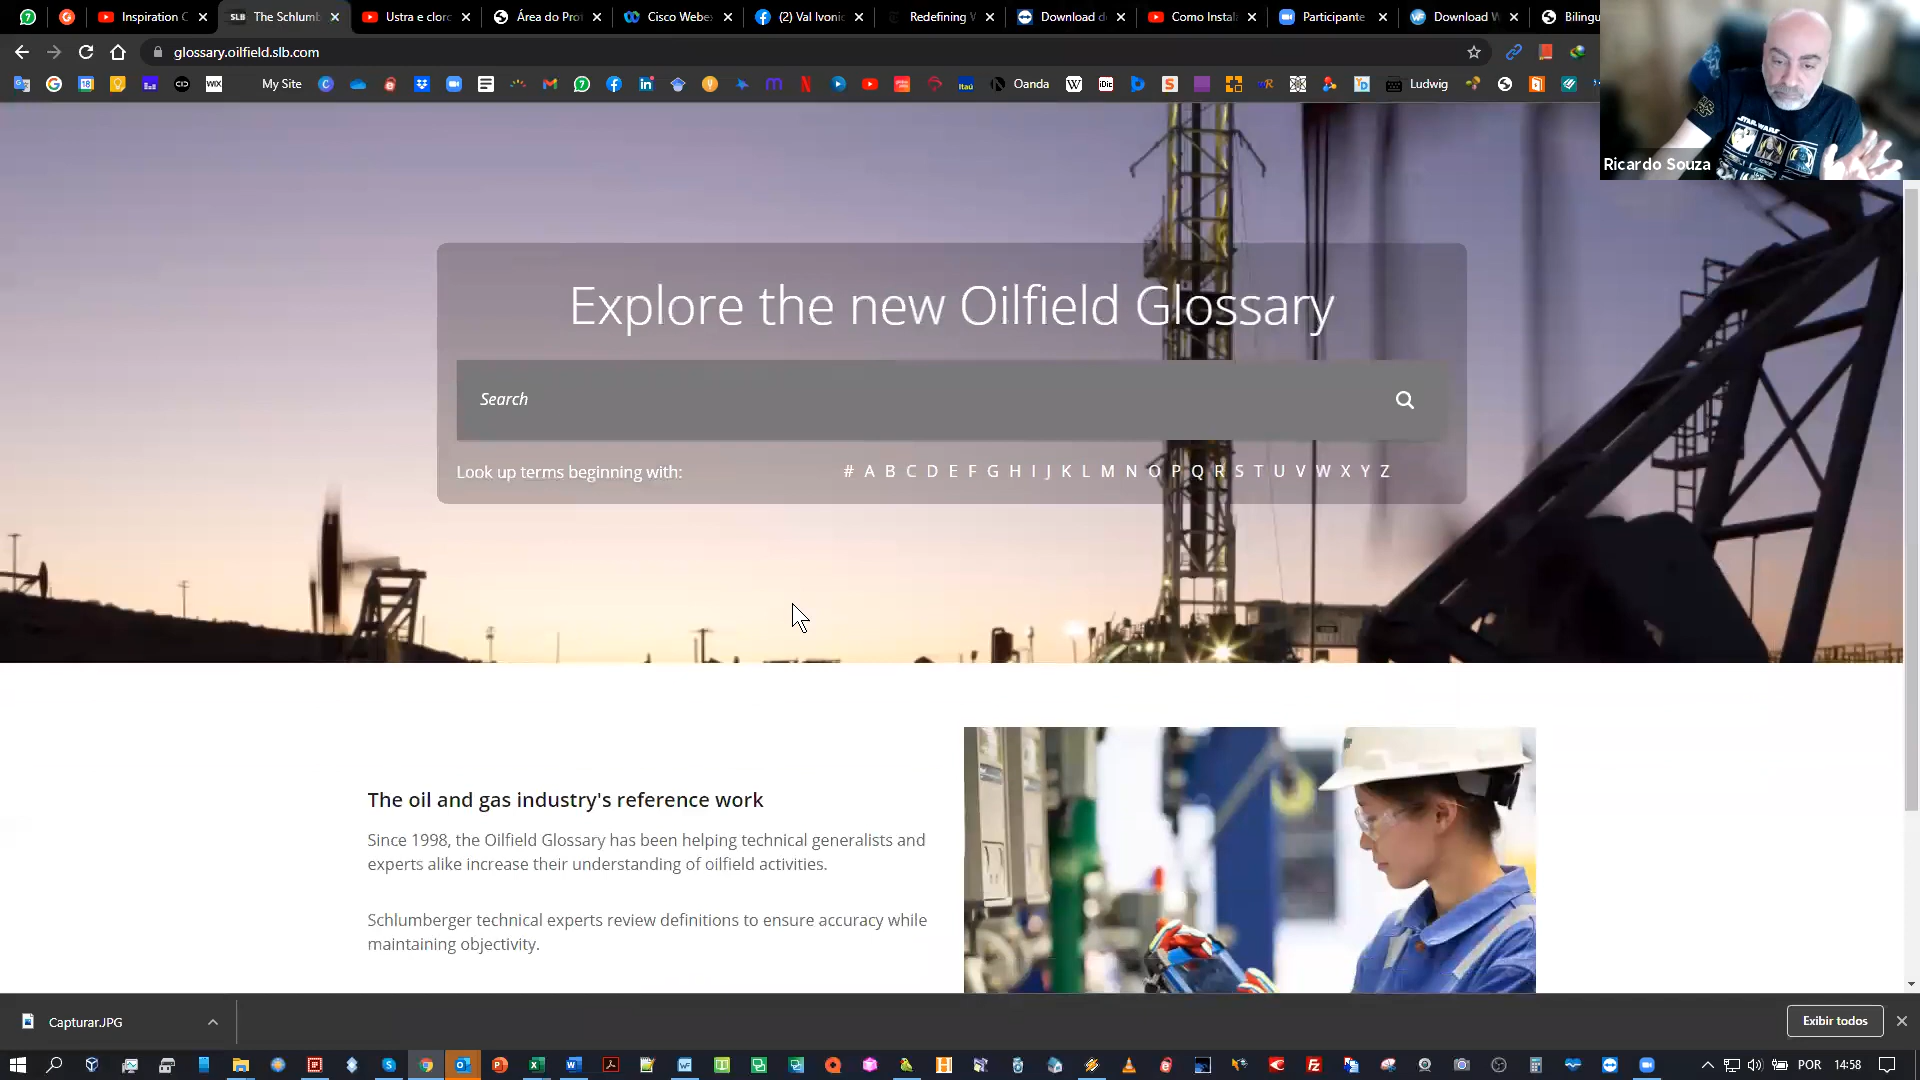 Inspiration C
SLB The Schlumb
Ustra e cloro
Área do Prof
Cisco Webex
(2) Val Ivonic
Redefining V
Download d
Como Instal
Participante
Download W
Bilingu
glossary.oilfield.slb.com
My Site
Oanda
Ludwig
Ricardo Souza
STAR WARS
Explore the new Oilfield Glossary
Search
Look up terms beginning with:
# A B C D E F G H I J K L M N O P Q R S T U V W X Y Z
The oil and gas industry's reference work
Since 1998, the Oilfield Glossary has been helping technical generalists and
experts alike increase their understanding of oilfield activities.
Schlumberger technical experts review definitions to ensure accuracy while
maintaining objectivity.
Capturar.JPG
Exibir todos
POR
14:58